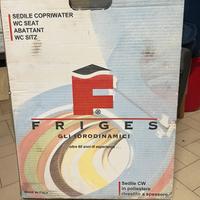 SEDILE COPRIWATER
WC SEAT
ABATTANT
WC SITZ
F
FRIGES
GLI IDRODINAMICI
oltre 60 anni di esperienza
Sedile CW
in poliestere
rivestito a spessore
MADE IN ITALY